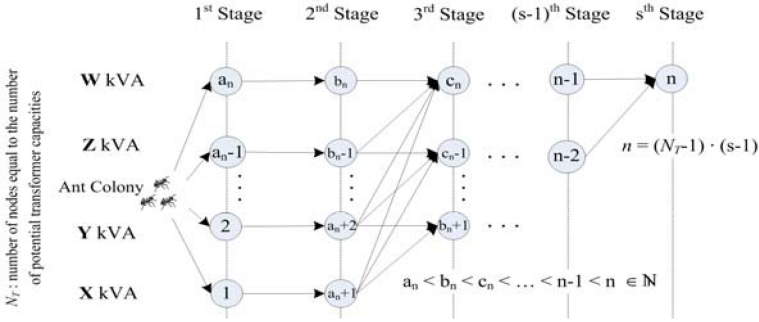 1st Stage 2nd Stage 3rd Stage (s-1)th Stage sth Stage
W kVA an bn cn . . . n-1 n
Z kVA an-1 bn-1 cn-1 . . . n-2
n = (NT-1) · (s-1)
Ant Colony
Y kVA 2 an+2 bn+1 . . .
X kVA 1 an+1
an < bn < cn < ... < n-1 < n ∈ ℕ
NT : number of nodes equal to the number
of potential transformer capacities